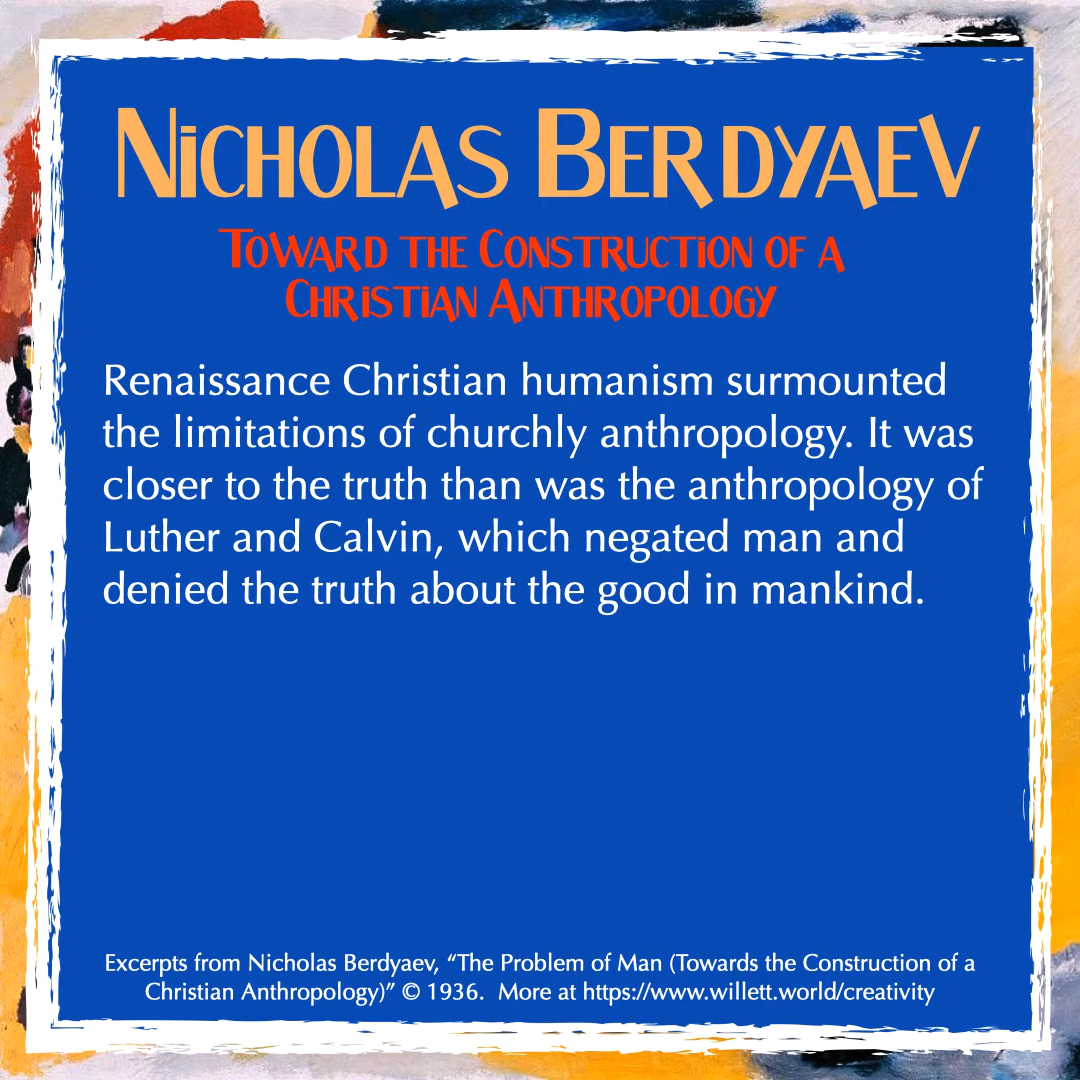 Nicholas Berdyaev
Toward the Construction of a
Christian Anthropology
Renaissance Christian humanism surmounted
the limitations of churchly anthropology. It was
closer to the truth than was the anthropology of
Luther and Calvin, which negated man and
denied the truth about the good in mankind.
Excerpts from Nicholas Berdyaev, “The Problem of Man (Towards the Construction of a
Christian Anthropology)” © 1936.  More at https://www.willett.world/creativity